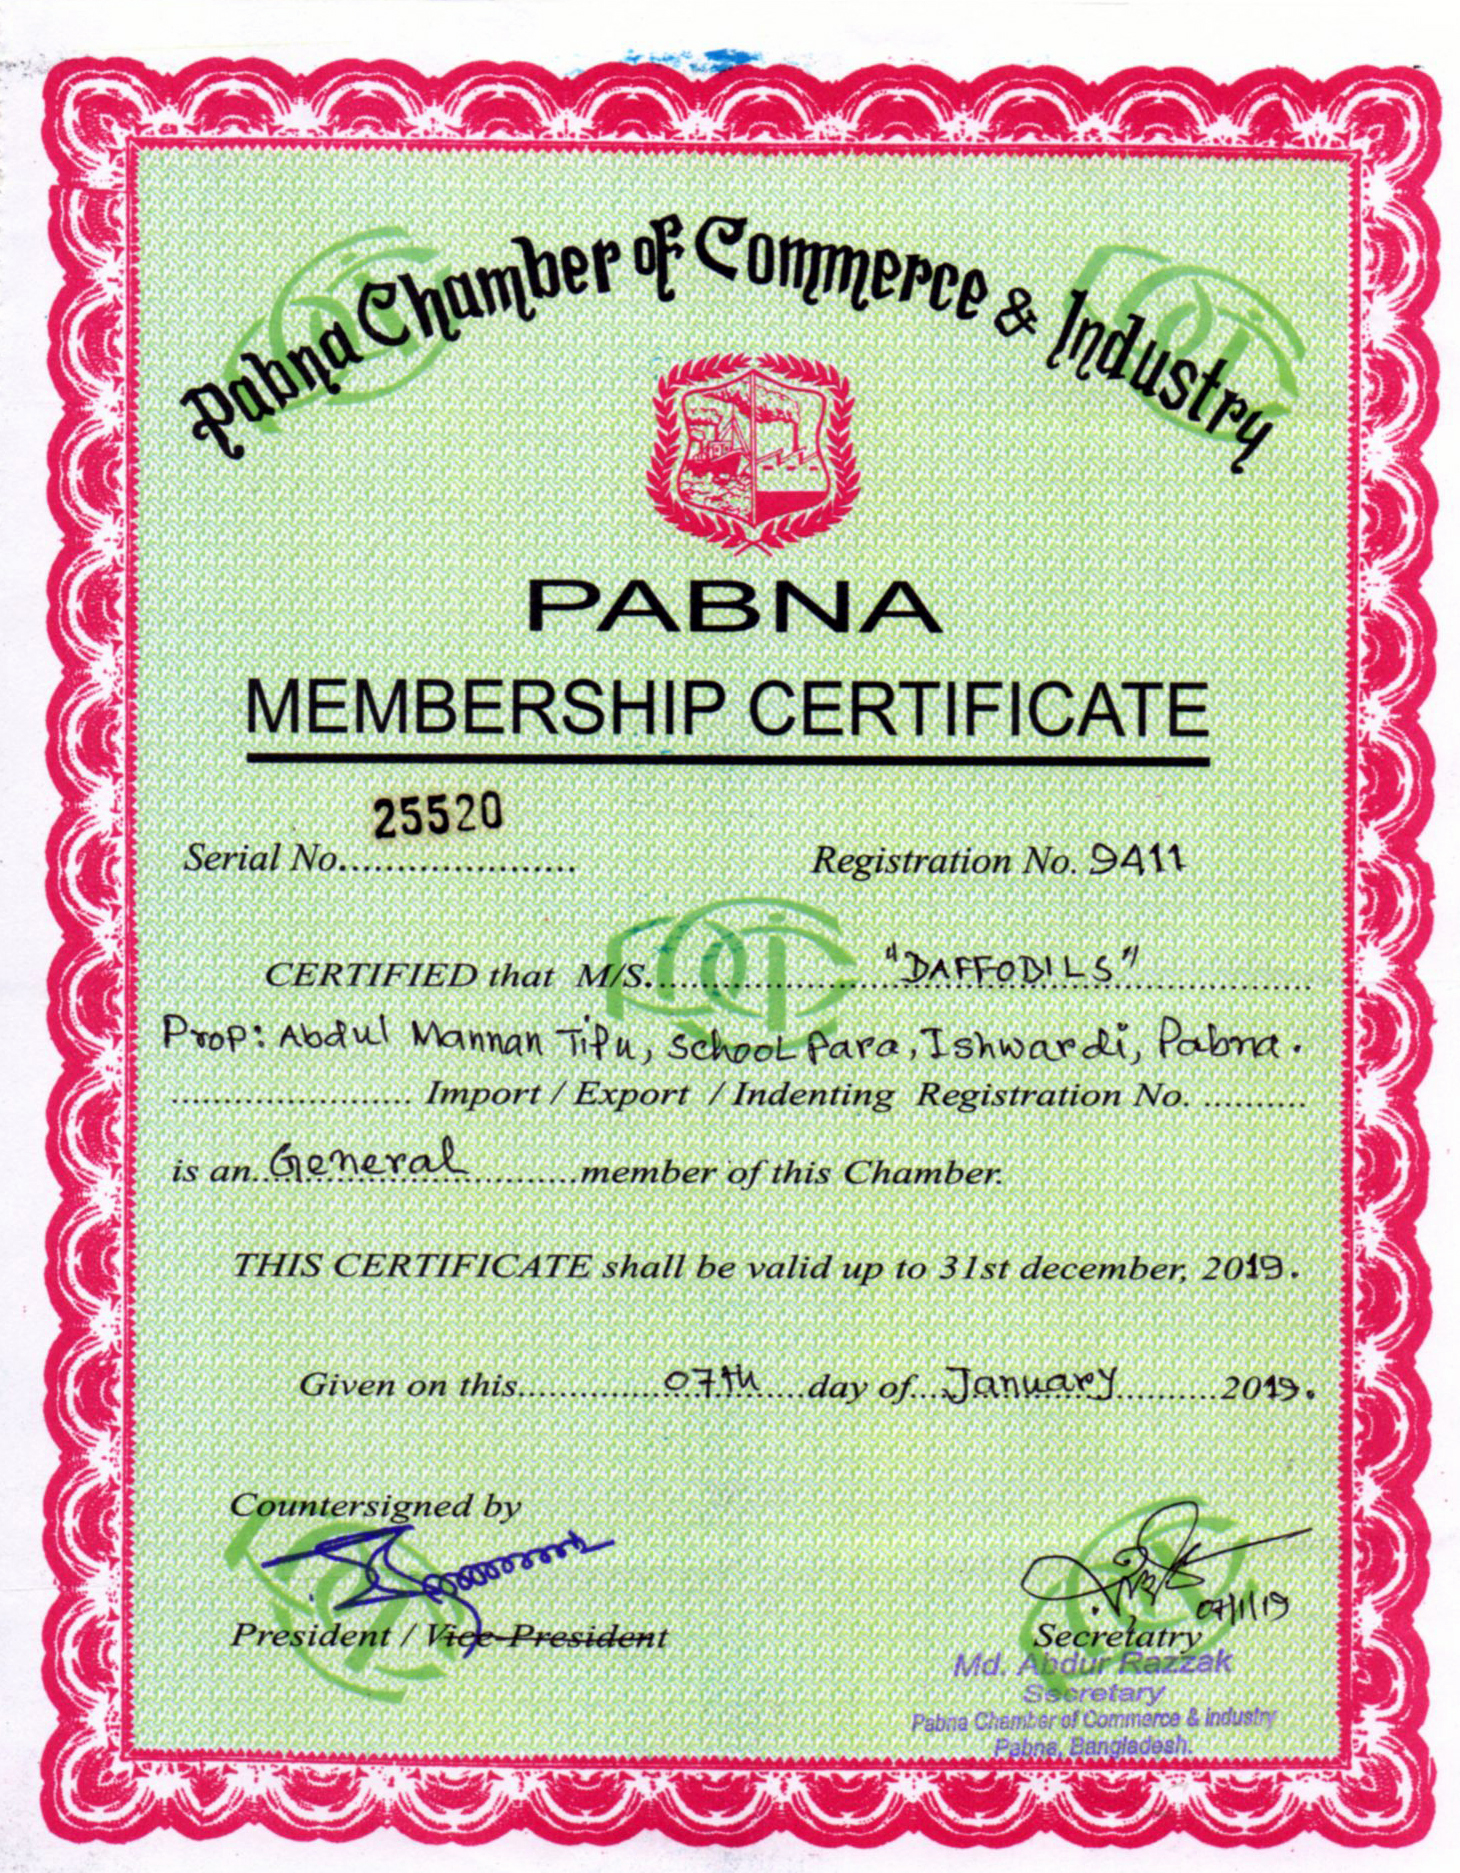 Pabna Chamber of Commerce & Industry
PABNA
MEMBERSHIP CERTIFICATE
25520
Serial No..................... Registration No. 9411
CERTIFIED that M/S. "DAFFODILS"
Prop: Abdul Mannan Tipu, School Para, Ishwardi, Pabna.
..................... Import / Export / Indenting Registration No. ..........
is an..General..........member of this Chamber.
THIS CERTIFICATE shall be valid up to 31st december, 2019.
Given on this............07th....day of...January.........2019.
Countersigned by
07/1/19
President / Vice-President Secretatry
Md. Abdur Razzak
Secretary
Pabna Chamber of Commerce & Industry
Pabna, Bangladesh.